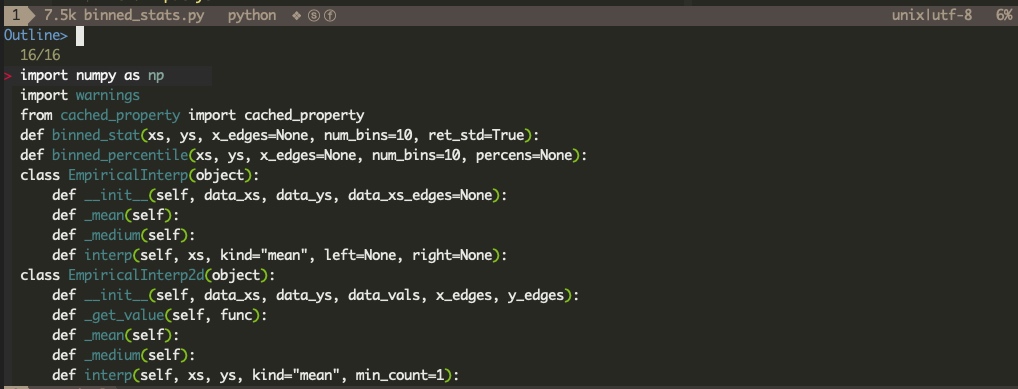 1 7.5k binned_stats.py python ❖ ⓢⓕ unix|utf-8 6%
Outline>
16/16
> import numpy as np
import warnings
from cached_property import cached_property
def binned_stat(xs, ys, x_edges=None, num_bins=10, ret_std=True):
def binned_percentile(xs, ys, x_edges=None, num_bins=10, percens=None):
class EmpiricalInterp(object):
def __init__(self, data_xs, data_ys, data_xs_edges=None):
def _mean(self):
def _medium(self):
def interp(self, xs, kind="mean", left=None, right=None):
class EmpiricalInterp2d(object):
def __init__(self, data_xs, data_ys, data_vals, x_edges, y_edges):
def _get_value(self, func):
def _mean(self):
def _medium(self):
def interp(self, xs, ys, kind="mean", min_count=1):